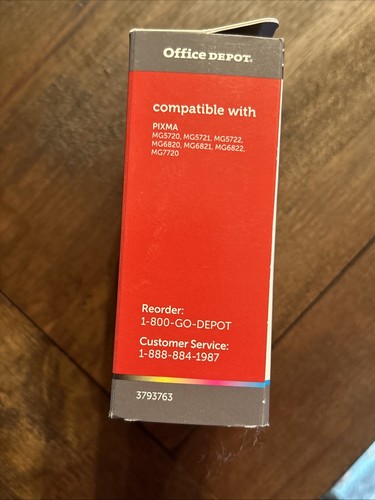 Office DEPOT.
compatible with
PIXMA
MG5720, MG5721, MG5722,
MG6820, MG6821, MG6822,
MG7720
Reorder:
1-800-GO-DEPOT
Customer Service:
1-888-884-1987
3793763